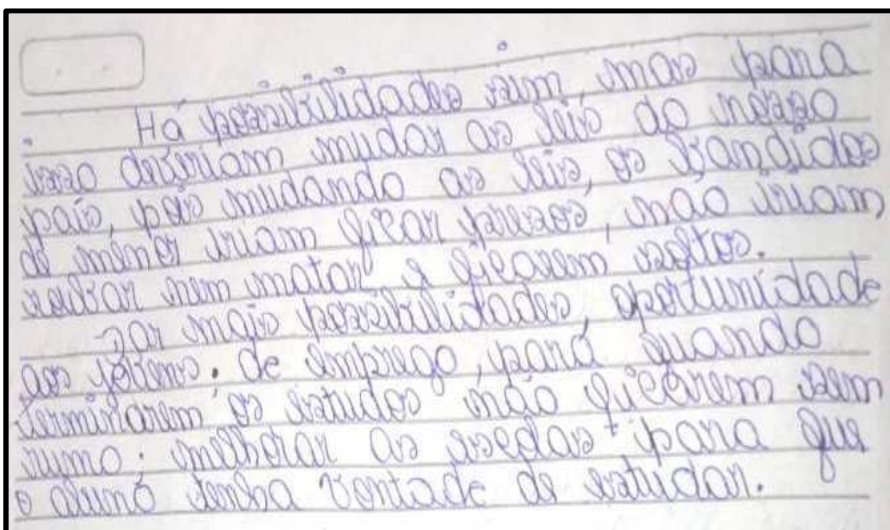 Há possibilidades sim, mas para
isso deveriam mudar as leis do nosso
país, pois mudando as leis, os bandidos
de menor iriam ficar presos, não iriam
roubar nem matar e ficarem soltos.
Dar mais possibilidades, oportunidade
aos jovens. de emprego, para quando
terminarem os estudos não ficarem sem
rumo; melhorar as escolas para que
o aluno tenha vontade de estudar.